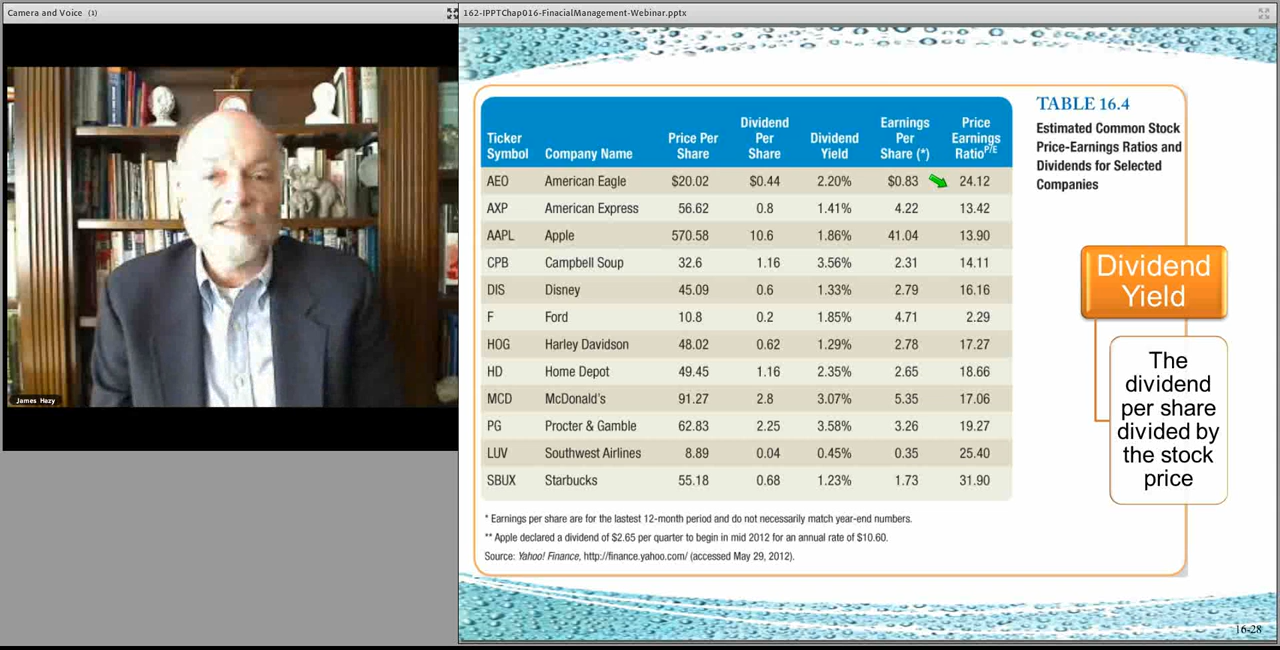 Camera and Voice (1)
162-IPPTChap016-FinacialManagement-Webinar.pptx
James Hazy
Ticker Symbol Company Name Price Per Share Dividend Per Share Dividend Yield Earnings Per Share (*) Price Earnings Ratio P/E
AEO American Eagle $20.02 $0.44 2.20% $0.83 24.12
AXP American Express 56.62 0.8 1.41% 4.22 13.42
AAPL Apple 570.58 10.6 1.86% 41.04 13.90
CPB Campbell Soup 32.6 1.16 3.56% 2.31 14.11
DIS Disney 45.09 0.6 1.33% 2.79 16.16
F Ford 10.8 0.2 1.85% 4.71 2.29
HOG Harley Davidson 48.02 0.62 1.29% 2.78 17.27
HD Home Depot 49.45 1.16 2.35% 2.65 18.66
MCD McDonald's 91.27 2.8 3.07% 5.35 17.06
PG Procter & Gamble 62.83 2.25 3.58% 3.26 19.27
LUV Southwest Airlines 8.89 0.04 0.45% 0.35 25.40
SBUX Starbucks 55.18 0.68 1.23% 1.73 31.90
* Earnings per share are for the lastest 12-month period and do not necessarily match year-end numbers.
** Apple declared a dividend of $2.65 per quarter to begin in mid 2012 for an annual rate of $10.60.
Source: Yahoo! Finance, http://finance.yahoo.com/ (accessed May 29, 2012).
TABLE 16.4
Estimated Common Stock
Price-Earnings Ratios and
Dividends for Selected
Companies
Dividend
Yield
The
dividend
per share
divided by
the stock
price
16-28